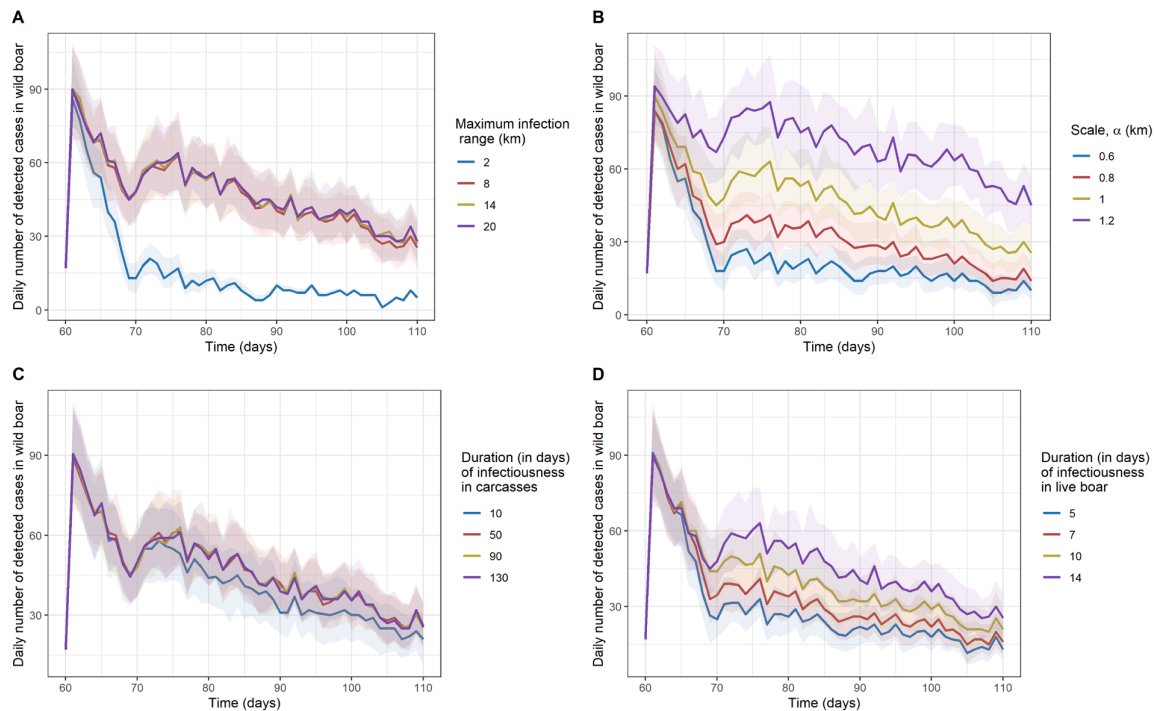 A
Daily number of detected cases in wild boar
90
60
30
0
60
70
80
90
100
110
Time (days)
Maximum infection
range (km)
2
8
14
20
B
Daily number of detected cases in wild boar
90
60
30
0
60
70
80
90
100
110
Time (days)
Scale, α (km)
0.6
0.8
1
1.2
C
Daily number of detected cases in wild boar
90
60
30
60
70
80
90
100
110
Time (days)
Duration (in days)
of infectiousness
in carcasses
10
50
90
130
D
Daily number of detected cases in wild boar
90
60
30
60
70
80
90
100
110
Time (days)
Duration (in days)
of infectiousness
in live boar
5
7
10
14